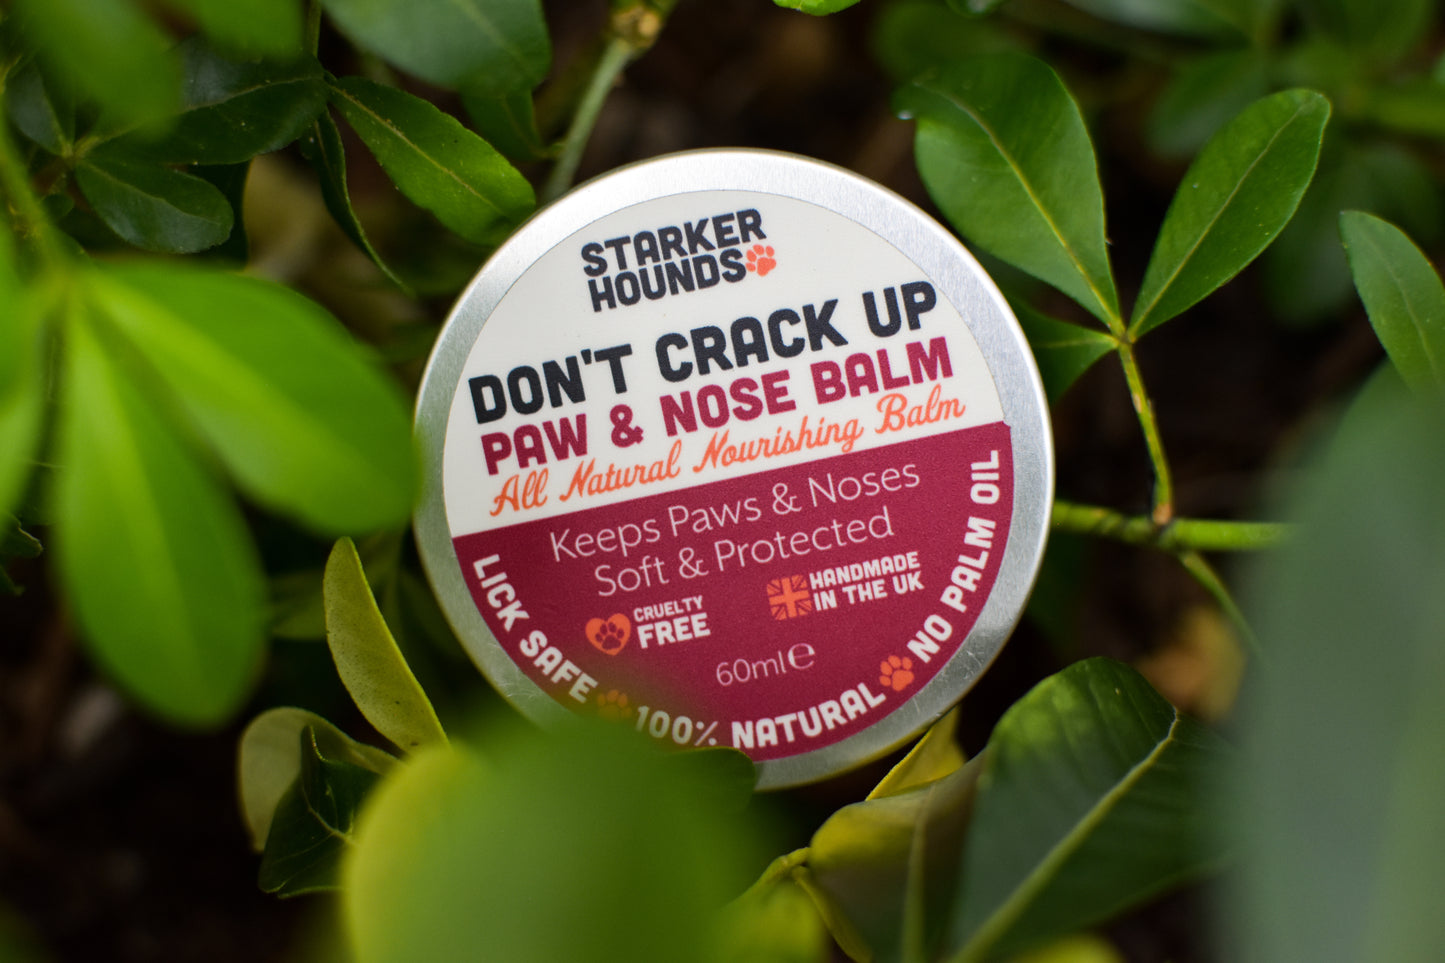 STARKER
HOUNDS
DON'T CRACK UP
PAW & NOSE BALM
All Natural Nourishing Balm
Keeps Paws & Noses
Soft & Protected
CRUELTY
FREE
HANDMADE
IN THE UK
60ml℮
LICK SAFE 100% NATURAL NO PALM OIL